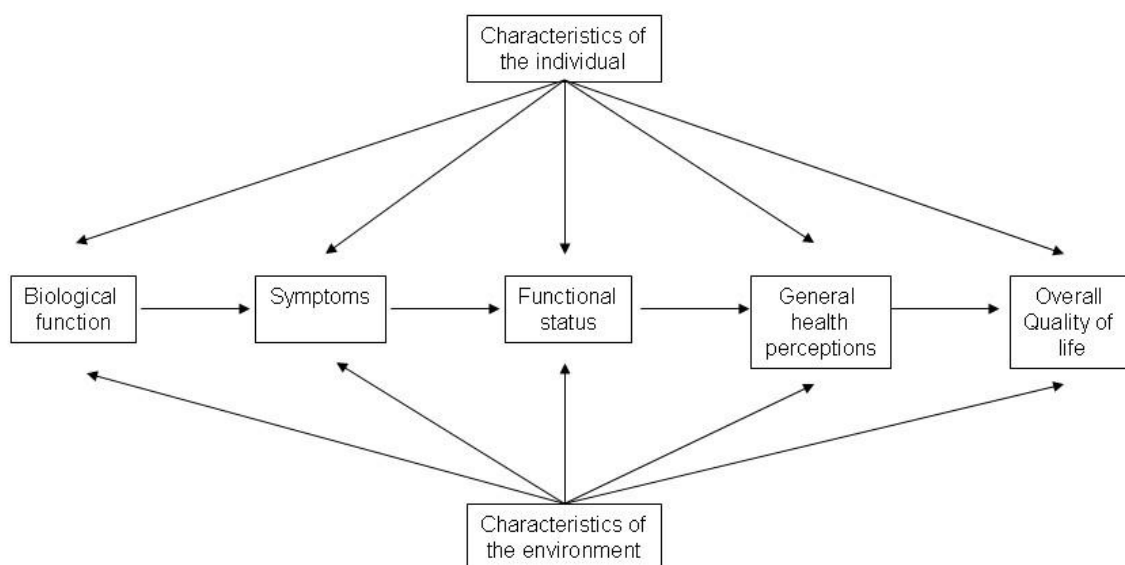 Characteristics of
the individual
Biological
function
Symptoms
Functional
status
General
health
perceptions
Overall
Quality of
life
Characteristics of
the environment